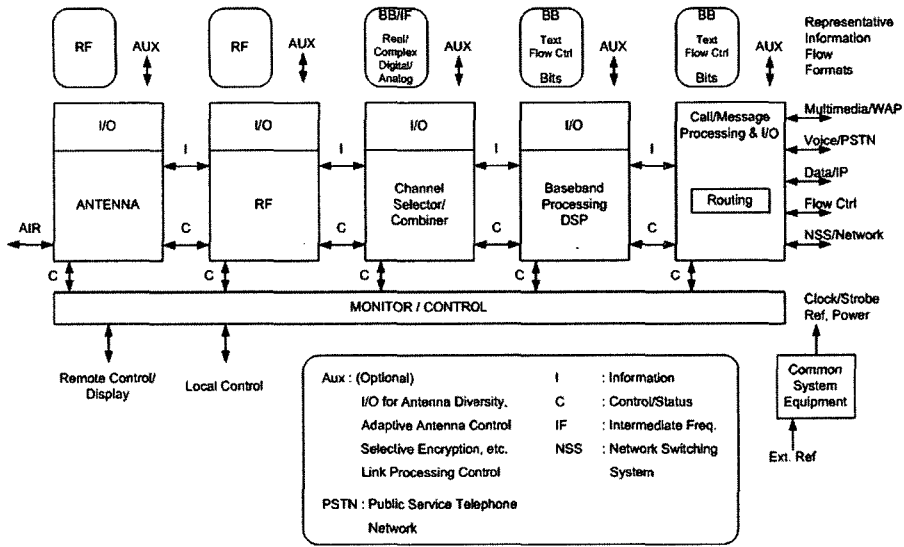 RF
AUX
RF
AUX
BB/IF
Real/
Complex
Digital/
Analog
AUX
BB
Text
Flow Ctrl
Bits
AUX
BB
Text
Flow Ctrl
Bits
AUX
Representative
Information
Flow
Formats
I/O
ANTENNA
I
C
I/O
RF
I
C
I/O
Channel
Selector/
Combiner
I
C
I/O
Baseband
Processing
DSP
I
C
Call/Message
Processing & I/O
Routing
Multimedia/WAP
Voice/PSTN
Data/IP
Flow Ctrl
NSS/Network
AIR
C
C
C
C
C
MONITOR / CONTROL
Clock/Strobe
Ref, Power
Remote Control/
Display
Local Control
Common
System
Equipment
Ext. Ref
Aux : (Optional)
I/O for Antenna Diversity,
Adaptive Antenna Control
Selective Encryption, etc.
Link Processing Control
PSTN : Public Service Telephone
Network
I : Information
C : Control/Status
IF : Intermediate Freq.
NSS : Network Switching
System